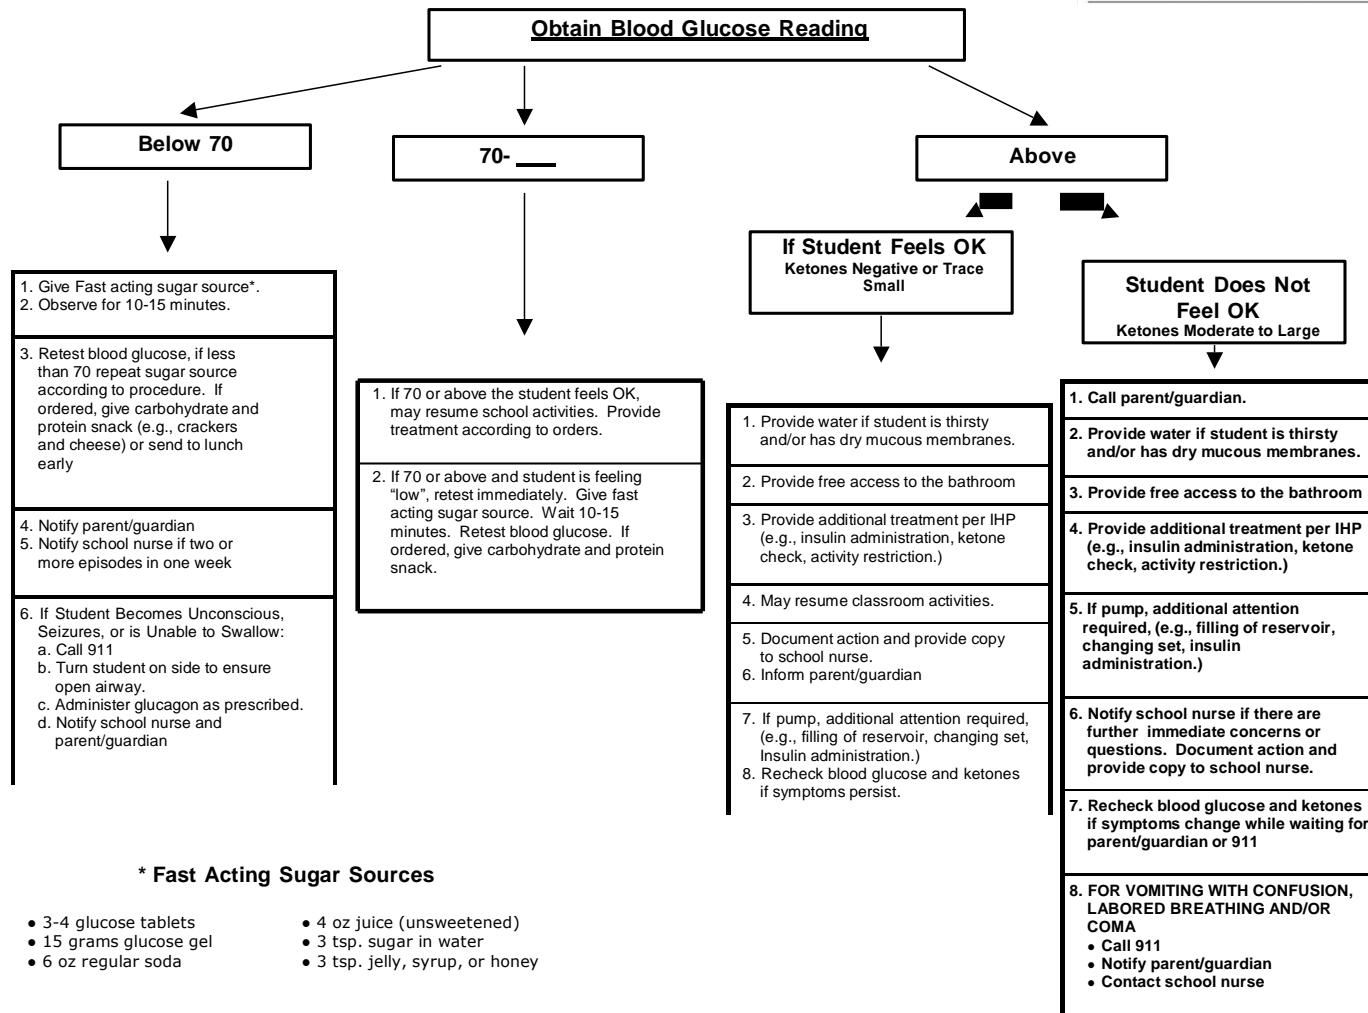 Obtain Blood Glucose Reading
Below 70
70- ___
Above
If Student Feels OK
Ketones Negative or Trace
Small
Student Does Not
Feel OK
Ketones Moderate to Large
1. Give Fast acting sugar source*.
2. Observe for 10-15 minutes.
3. Retest blood glucose, if less
than 70 repeat sugar source
according to procedure. If
ordered, give carbohydrate and
protein snack (e.g., crackers
and cheese) or send to lunch
early
4. Notify parent/guardian
5. Notify school nurse if two or
more episodes in one week
6. If Student Becomes Unconscious,
Seizures, or is Unable to Swallow:
a. Call 911
b. Turn student on side to ensure
open airway.
c. Administer glucagon as prescribed.
d. Notify school nurse and
parent/guardian
1. If 70 or above the student feels OK,
may resume school activities. Provide
treatment according to orders.
2. If 70 or above and student is feeling
“low”, retest immediately. Give fast
acting sugar source. Wait 10-15
minutes. Retest blood glucose. If
ordered, give carbohydrate and protein
snack.
1. Provide water if student is thirsty
and/or has dry mucous membranes.
2. Provide free access to the bathroom
3. Provide additional treatment per IHP
(e.g., insulin administration, ketone
check, activity restriction.)
4. May resume classroom activities.
5. Document action and provide copy
to school nurse.
6. Inform parent/guardian
7. If pump, additional attention required,
(e.g., filling of reservoir, changing set,
Insulin administration.)
8. Recheck blood glucose and ketones
if symptoms persist.
1. Call parent/guardian.
2. Provide water if student is thirsty
and/or has dry mucous membranes.
3. Provide free access to the bathroom
4. Provide additional treatment per IHP
(e.g., insulin administration, ketone
check, activity restriction.)
5. If pump, additional attention
required, (e.g., filling of reservoir,
changing set, insulin
administration.)
6. Notify school nurse if there are
further immediate concerns or
questions. Document action and
provide copy to school nurse.
7. Recheck blood glucose and ketones
if symptoms change while waiting for
parent/guardian or 911
8. FOR VOMITING WITH CONFUSION,
LABORED BREATHING AND/OR
COMA
● Call 911
● Notify parent/guardian
● Contact school nurse
* Fast Acting Sugar Sources
● 3-4 glucose tablets
● 15 grams glucose gel
● 6 oz regular soda
● 4 oz juice (unsweetened)
● 3 tsp. sugar in water
● 3 tsp. jelly, syrup, or honey